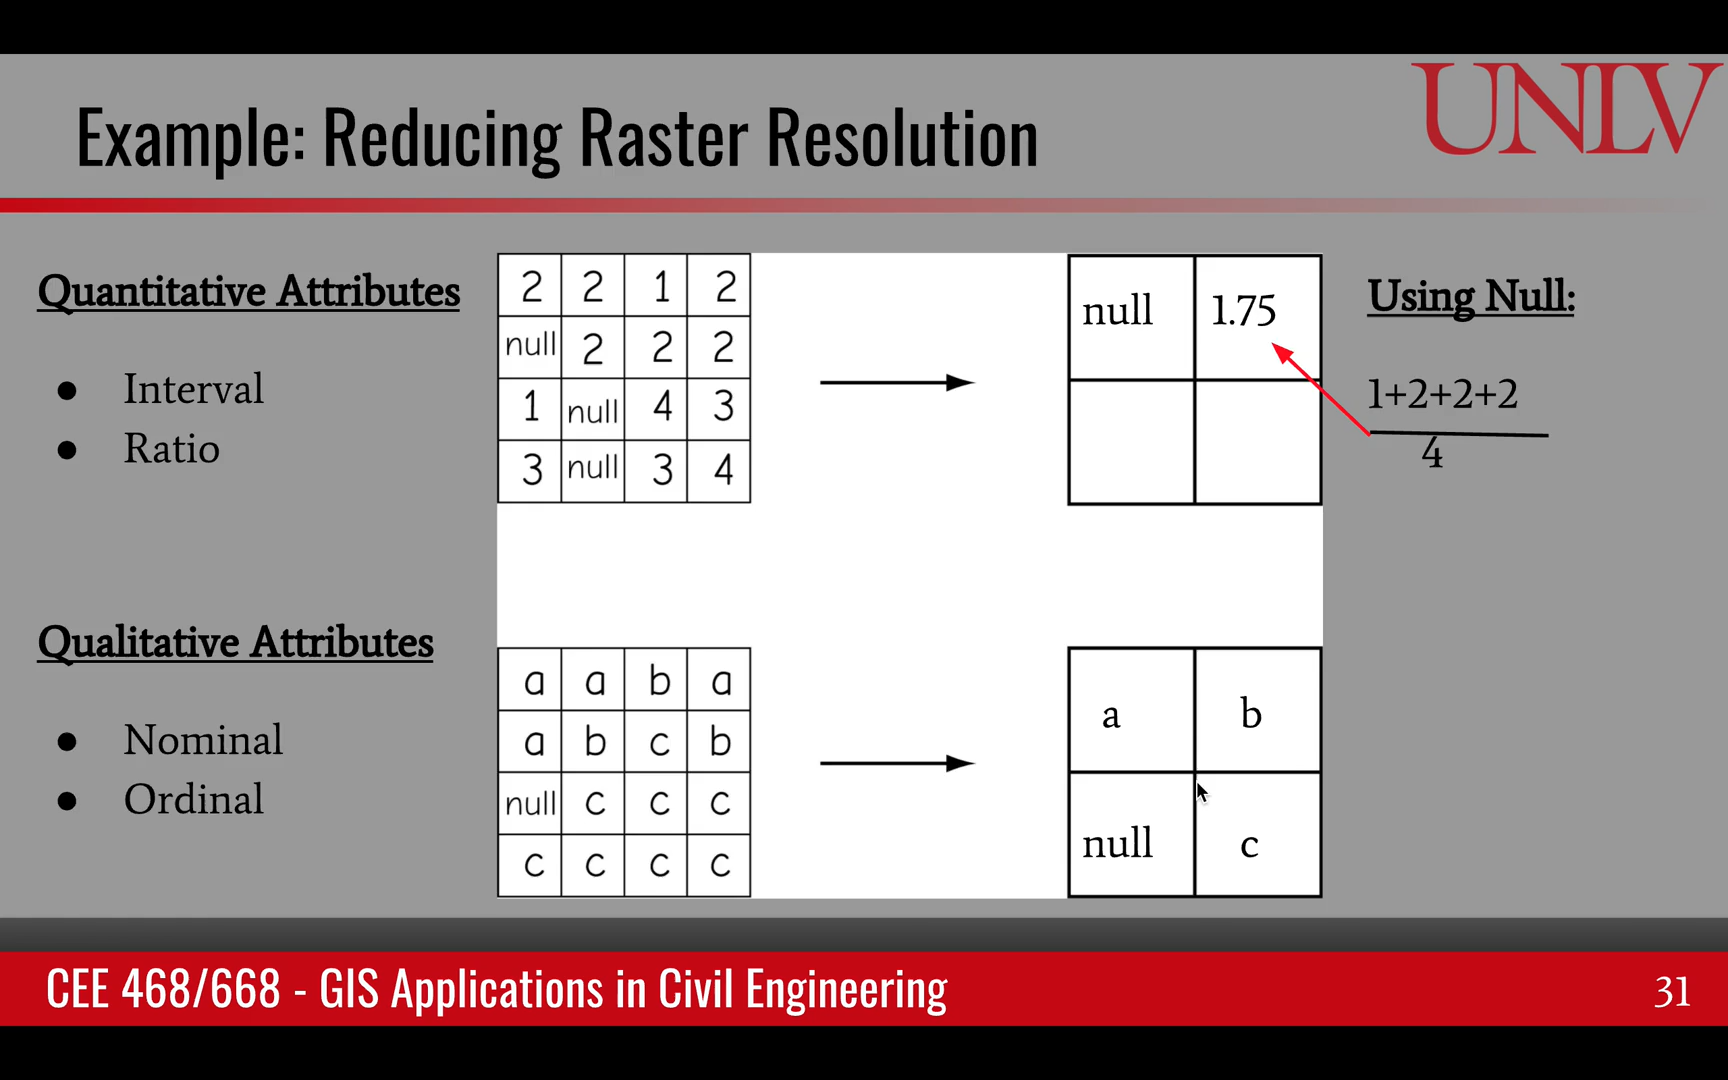 UNLV
Example: Reducing Raster Resolution
Quantitative Attributes
● Interval
● Ratio
2 2 1 2
null 2 2 2
1 null 4 3
3 null 3 4
null 1.75
Using Null:
1+2+2+2
4
Qualitative Attributes
● Nominal
● Ordinal
a a b a
a b c b
null c c c
c c c c
a b
null c
CEE 468/668 - GIS Applications in Civil Engineering
31